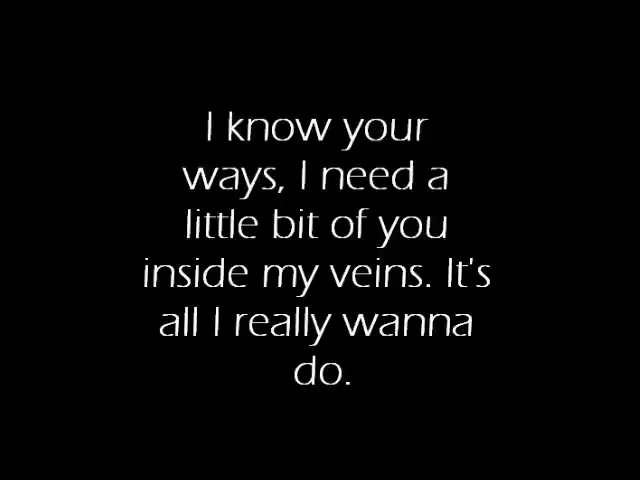 I know your
ways, I need a
little bit of you
inside my veins. It's
all I really wanna
do.